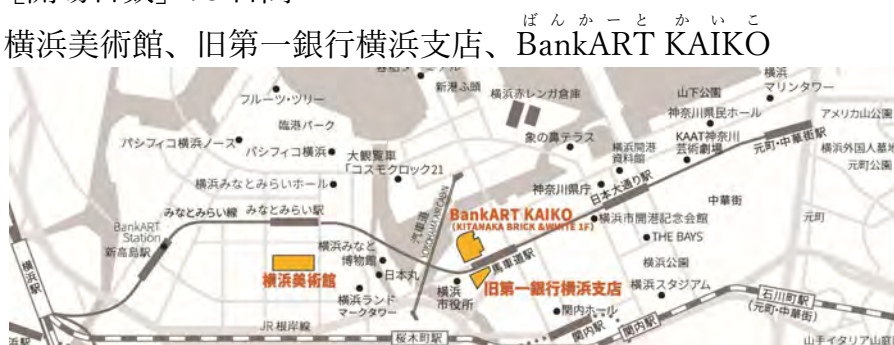 ばんかーと かいこ
横浜美術館、旧第一銀行横浜支店、BankART KAIKO
新港ふ頭
横浜赤レンガ倉庫
山下公園
横浜
マリンタワー
フルーツ・ツリー
神奈川県民ホール
アメリカ山公園
臨港パーク
象の鼻テラス
KAAT神奈川
芸術劇場
元町・中華街駅
パシフィコ横浜ノース
パシフィコ横浜
大観覧車
「コスモクロック21
横浜開港
資料館
横浜外国人墓地
元町公園
横浜みなとみらいホール
神奈川県庁
日本大通り駅
中華街
みなとみらい線
みなとみらい駅
汽車道
BankART KAIKO
(KITANAKA BRICK & WHITE 1F)
横浜市開港記念会館
元町
BankART
Station
新高島駅
横浜みなと
博物館
馬車道駅
THE BAYS
横浜美術館
日本丸
横浜公園
横浜駅
横浜ランド
マークタワー
横浜
市役所
旧第一銀行横浜支店
横浜スタジアム
石川町駅
(元町・中華街)
関内ホール
JR根岸線
桜木町駅
関内駅
関内駅
山手イタリア山庭